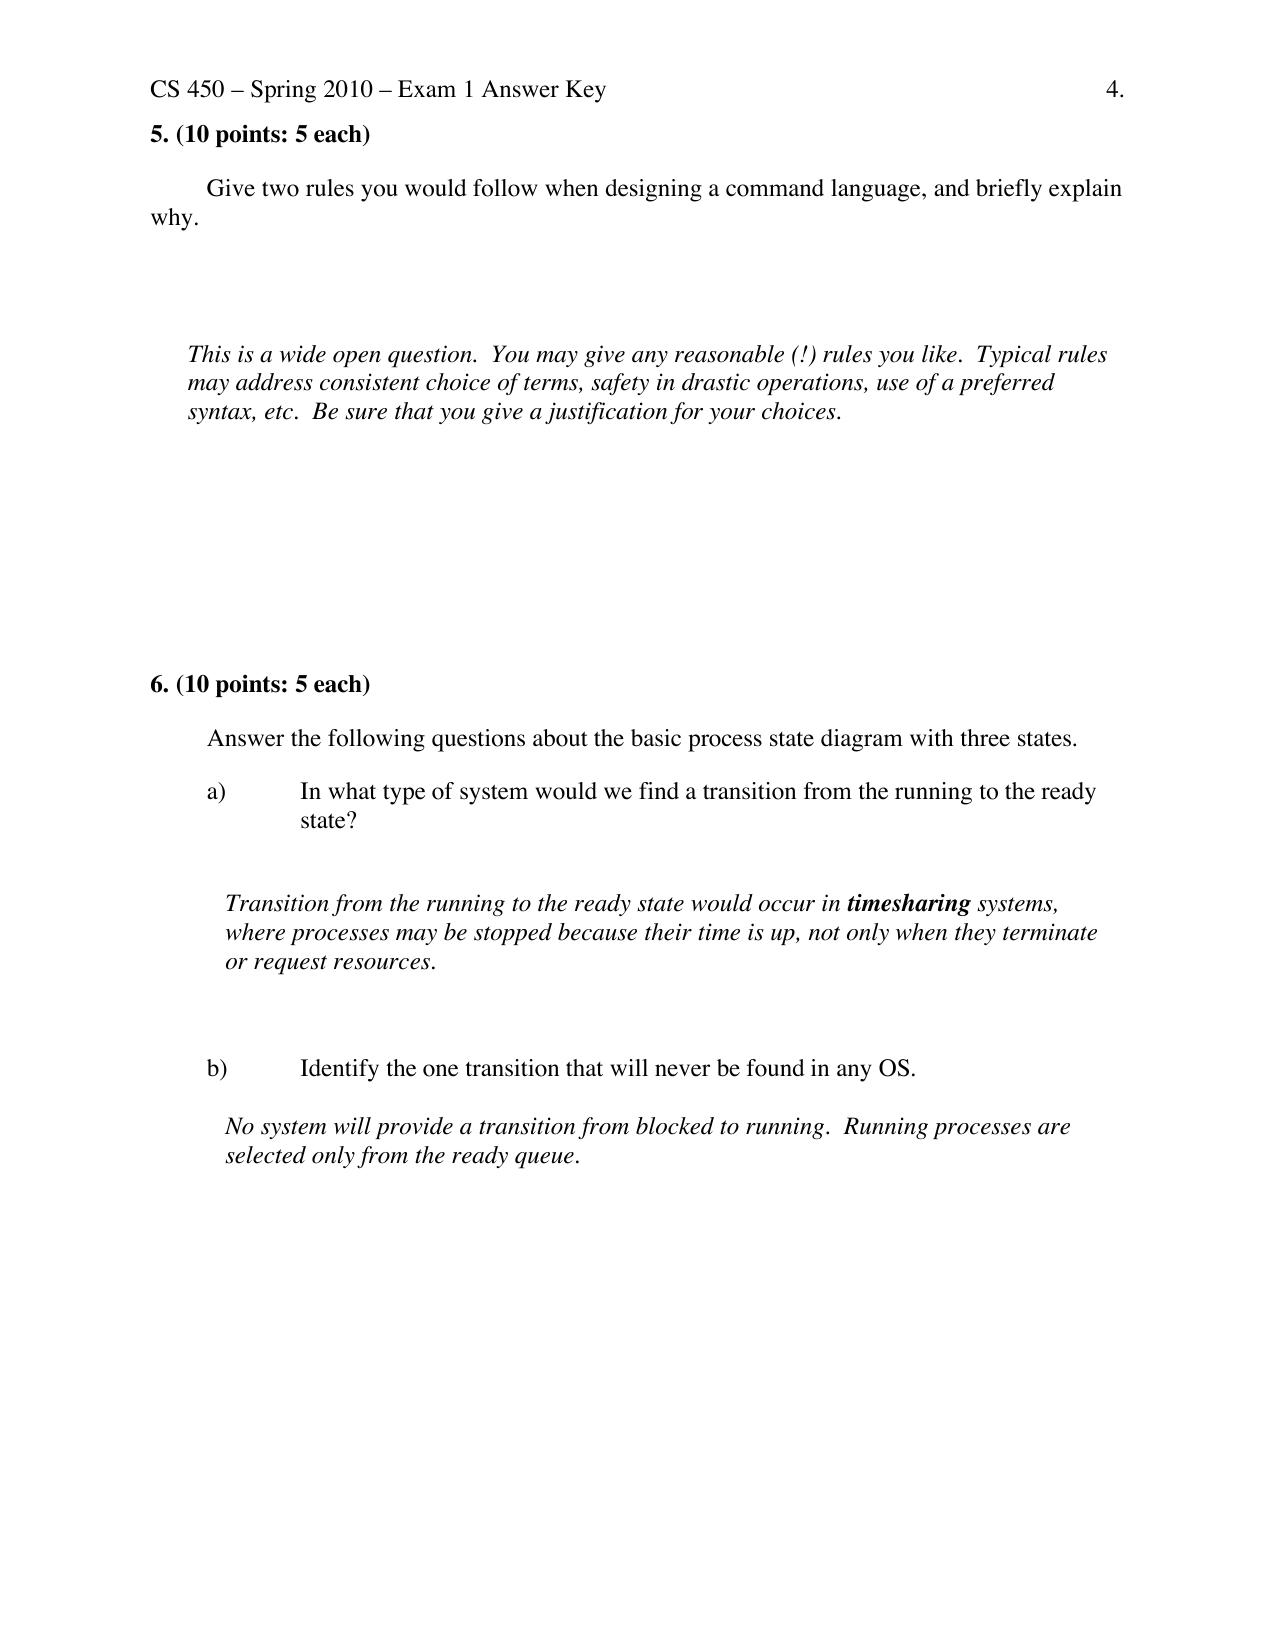 CS 450 – Spring 2010 – Exam 1 Answer Key 4.
5. (10 points: 5 each)
Give two rules you would follow when designing a command language, and briefly explain
why.
This is a wide open question.  You may give any reasonable (!) rules you like.  Typical rules
may address consistent choice of terms, safety in drastic operations, use of a preferred
syntax, etc.  Be sure that you give a justification for your choices.
6. (10 points: 5 each)
Answer the following questions about the basic process state diagram with three states.
a) In what type of system would we find a transition from the running to the ready
state?
Transition from the running to the ready state would occur in timesharing systems,
where processes may be stopped because their time is up, not only when they terminate
or request resources.
b) Identify the one transition that will never be found in any OS.
No system will provide a transition from blocked to running.  Running processes are
selected only from the ready queue.